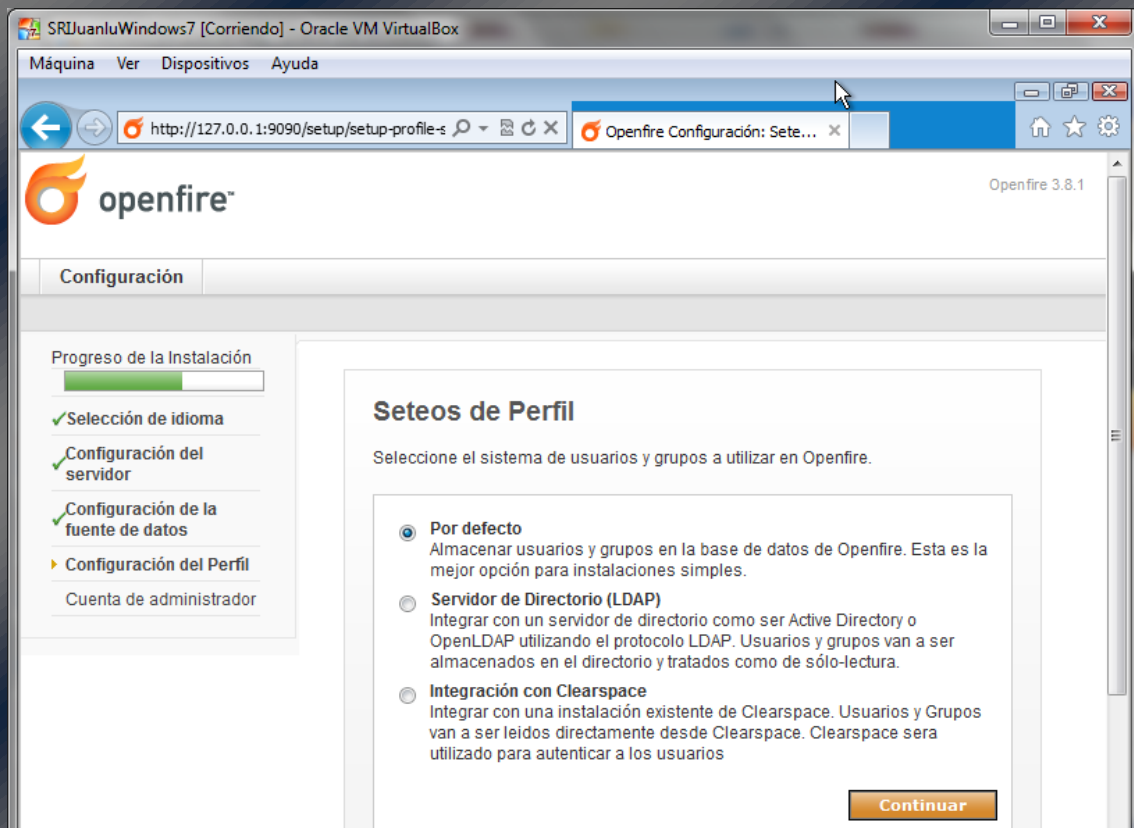 SRIJuanluWindows7 [Corriendo] - Oracle VM VirtualBox
Máquina Ver Dispositivos Ayuda
http://127.0.0.1:9090/setup/setup-profile-s
Openfire Configuración: Sete...
openfire™
Openfire 3.8.1
Configuración
Progreso de la Instalación
Selección de idioma
Configuración del
servidor
Configuración de la
fuente de datos
Configuración del Perfil
Cuenta de administrador
Seteos de Perfil
Seleccione el sistema de usuarios y grupos a utilizar en Openfire.
Por defecto
Almacenar usuarios y grupos en la base de datos de Openfire. Esta es la
mejor opción para instalaciones simples.
Servidor de Directorio (LDAP)
Integrar con un servidor de directorio como ser Active Directory o
OpenLDAP utilizando el protocolo LDAP. Usuarios y grupos van a ser
almacenados en el directorio y tratados como de sólo-lectura.
Integración con Clearspace
Integrar con una instalación existente de Clearspace. Usuarios y Grupos
van a ser leidos directamente desde Clearspace. Clearspace sera
utilizado para autenticar a los usuarios
Continuar